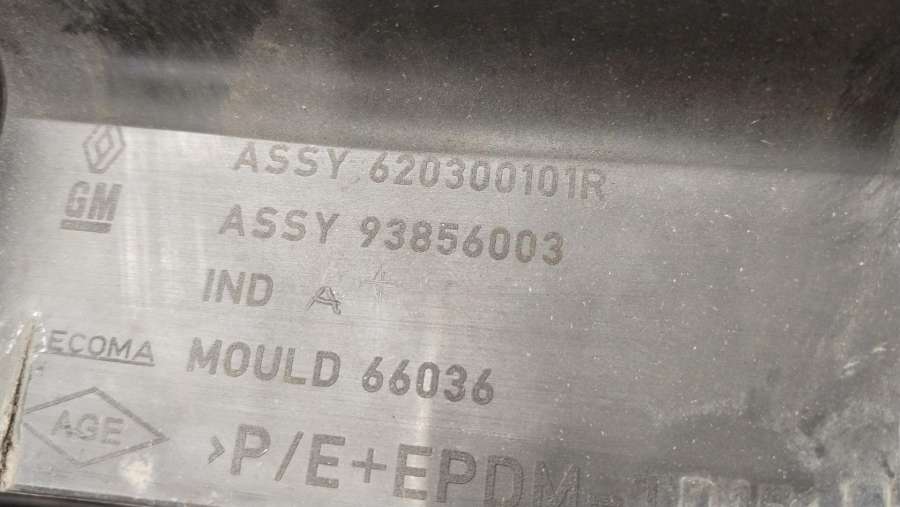 ASSY 620300101R
GM
ASSY 93856003
IND A
ECOMA MOULD 66036
AGE
>P/E+EPDM